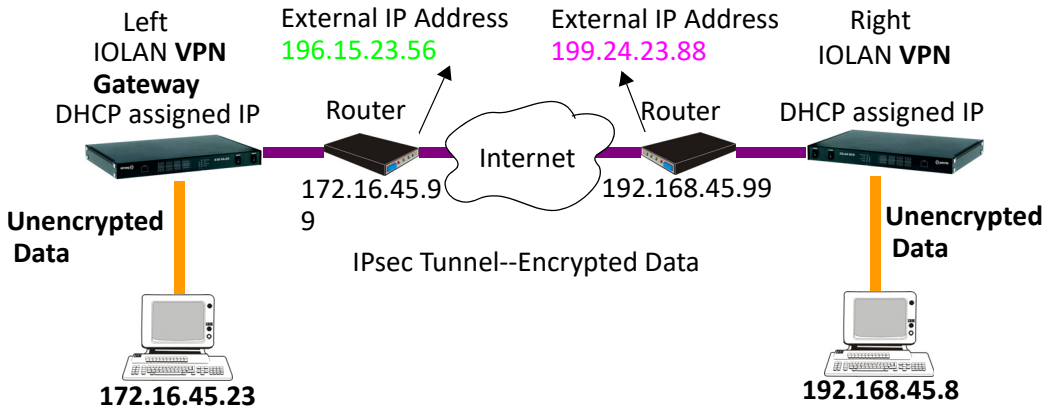 Left
IOLAN VPN
Gateway
DHCP assigned IP
External IP Address
196.15.23.56
External IP Address
199.24.23.88
Right
IOLAN VPN
DHCP assigned IP
Router
Router
Internet
172.16.45.9
9
192.168.45.99
Unencrypted
Data
Unencrypted
Data
IPsec Tunnel--Encrypted Data
172.16.45.23
192.168.45.8